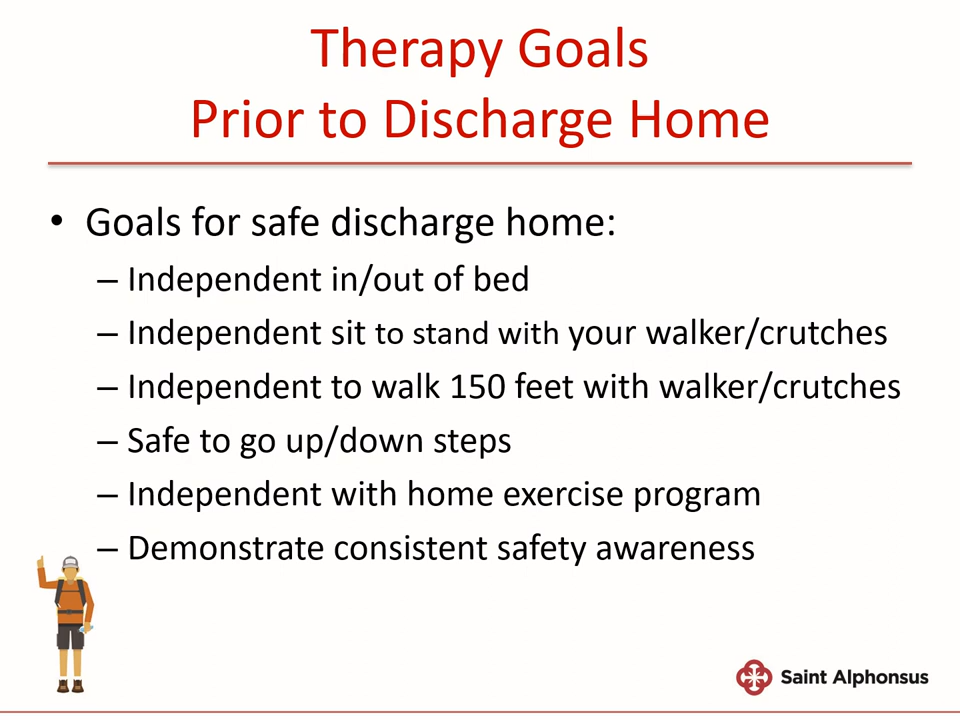 Therapy Goals
Prior to Discharge Home
• Goals for safe discharge home:
– Independent in/out of bed
– Independent sit to stand with your walker/crutches
– Independent to walk 150 feet with walker/crutches
– Safe to go up/down steps
– Independent with home exercise program
– Demonstrate consistent safety awareness
Saint Alphonsus